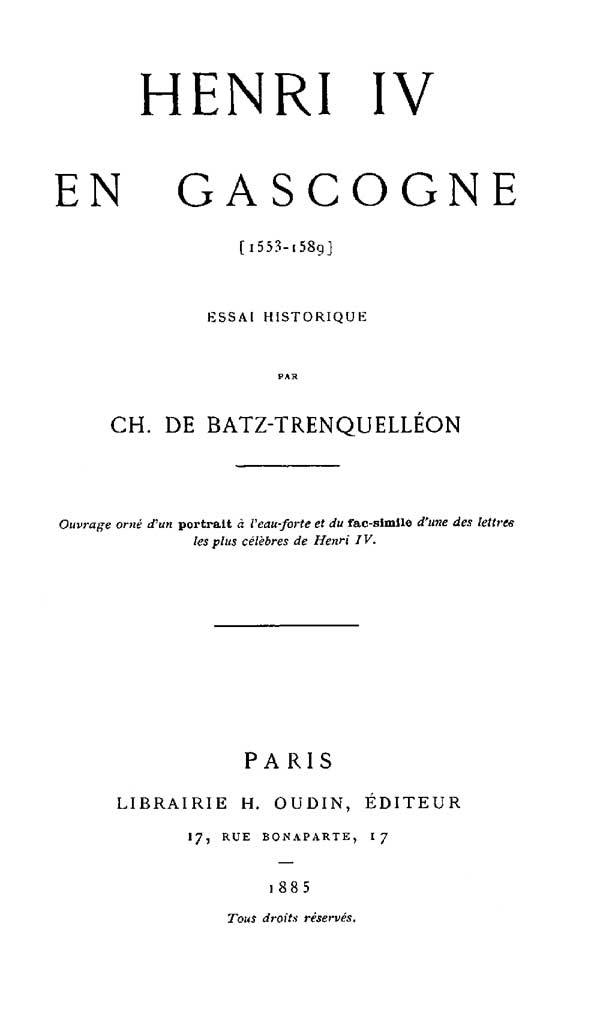 HENRI IV
EN GASCOGNE
[1553-1589]
ESSAI HISTORIQUE
PAR
CH. DE BATZ-TRENQUELLÉON
Ouvrage orné d'un portrait à l'eau-forte et du fac-simile d'une des lettres
les plus célèbres de Henri IV.
PARIS
LIBRAIRIE H. OUDIN, ÉDITEUR
17, RUE BONAPARTE, 17
—
1885
Tous droits réservés.